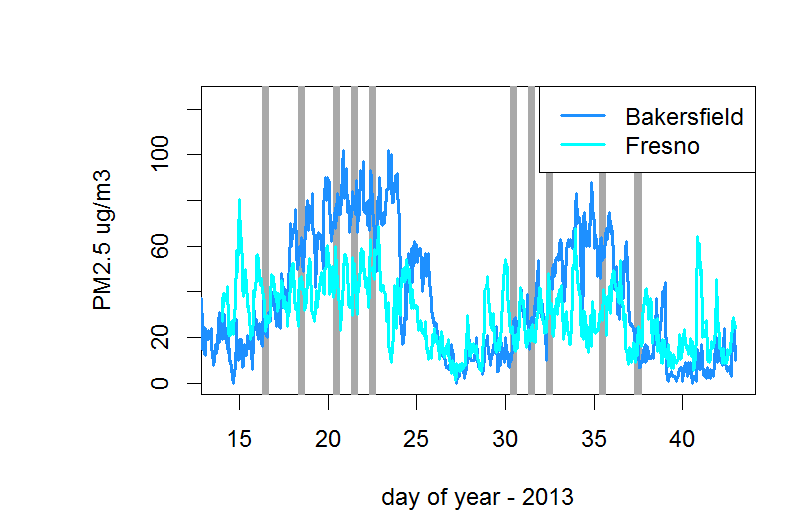 Bakersfield
Fresno
PM2.5 ug/m3
100
60
20
0
15 20 25 30 35 40
day of year - 2013